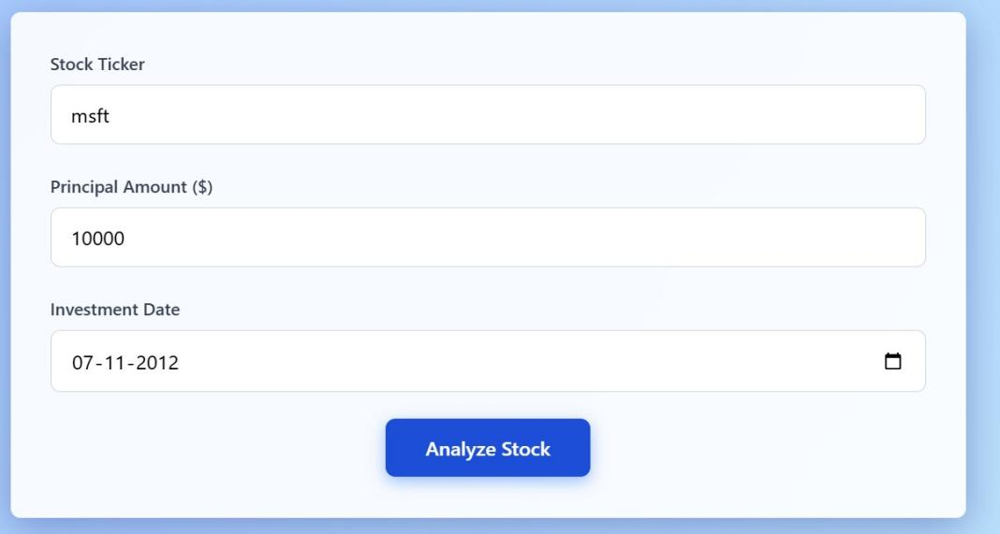 Stock Ticker
msft
Principal Amount ($)
10000
Investment Date
07-11-2012
Analyze Stock